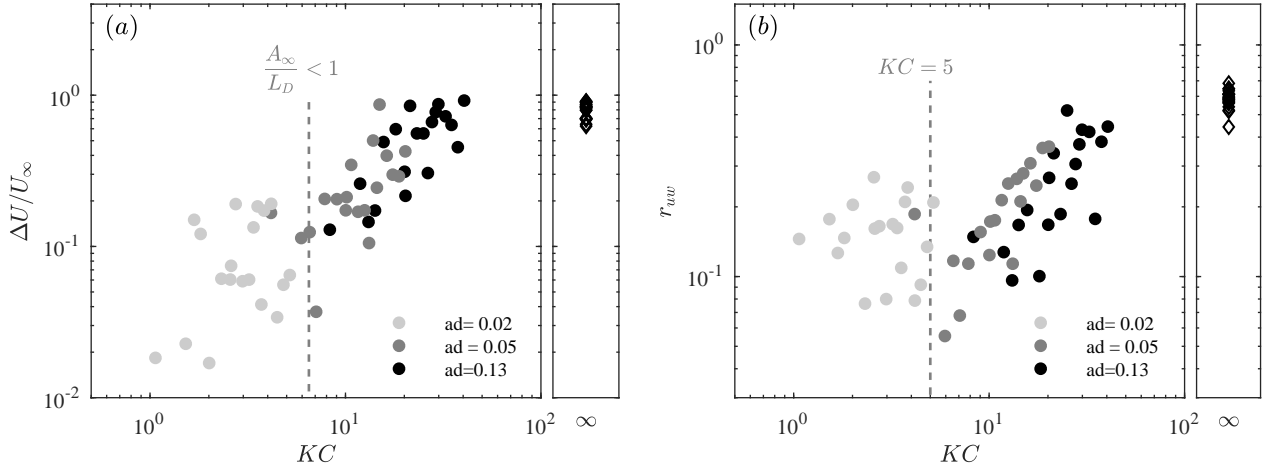 (a)
A∞
L_D < 1
ΔU/U∞
10^0
10^-1
10^-2
ad= 0.02
ad = 0.05
ad=0.13
10^0
10^1
10^2
∞
KC
(b)
KC = 5
r_uw
10^0
10^-1
ad= 0.02
ad = 0.05
ad=0.13
10^0
10^1
10^2
∞
KC